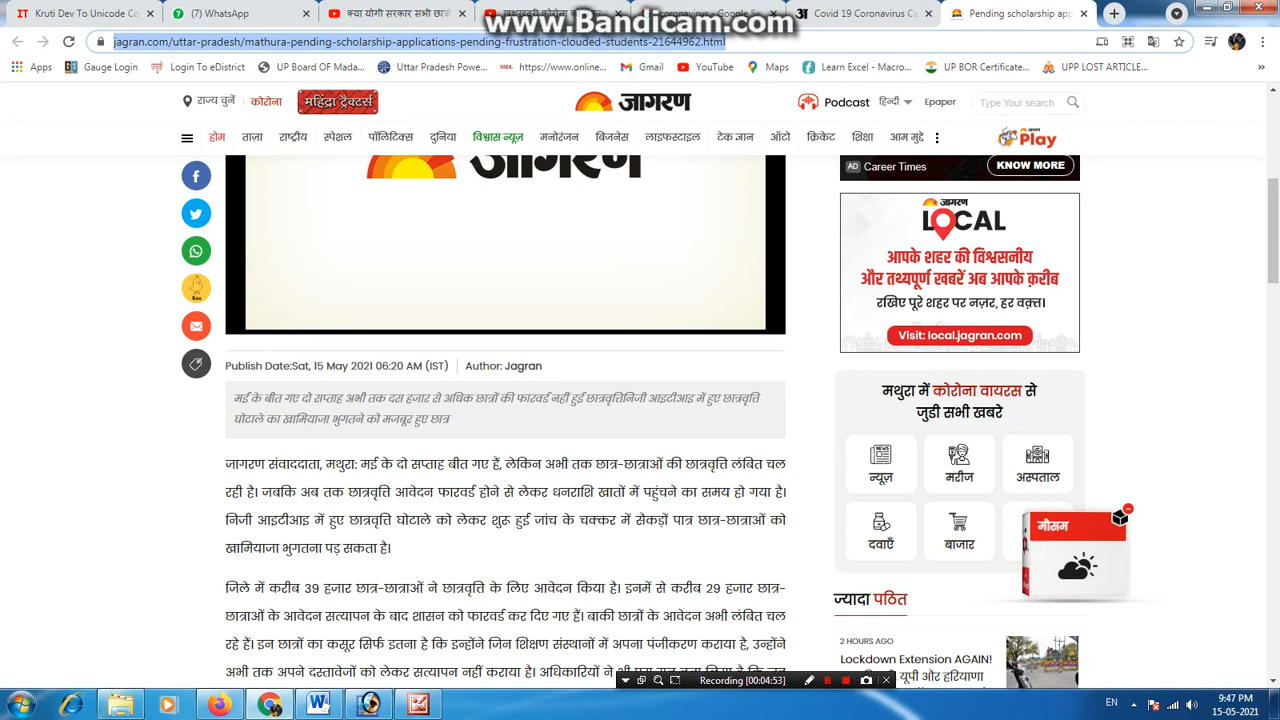 Kruti Dev To Unicode Co
(7) WhatsApp
क्या योगी सरकार सभी छात्र
Covid 19 Coronavirus Ca
Pending scholarship app
www.Bandicam.com
jagran.com/uttar-pradesh/mathura-pending-scholarship-applications-pending-frustration-clouded-students-21644962.html
Apps Gauge Login Login To eDistrict UP Board OF Mada... Uttar Pradesh Powe... https://www.online... Gmail YouTube Maps Learn Excel - Macro... UP BOR Certificate... UPP LOST ARTICLE...
राज्य चुनें कोरोना महिंद्रा ट्रैक्टर्स जागरण Podcast हिन्दी Epaper Type Your search
होम ताज़ा राष्ट्रीय स्पेशल पॉलिटिक्स दुनिया विश्वास न्यूज़ मनोरंजन बिजनेस लाइफस्टाइल टेक ज्ञान ऑटो क्रिकेट शिक्षा आम मुद्दे Play
जागरण
AD Career Times KNOW MORE
जागरण
LOCAL
आपके शहर की विश्वसनीय
और तथ्यपूर्ण खबरें अब आपके क़रीब
रखिए पूरे शहर पर नज़र, हर वक़्त।
Visit: local.jagran.com
Koo
Publish Date:Sat, 15 May 2021 06:20 AM (IST) Author: Jagran
मई के बीत गए दो सप्ताह अभी तक दस हजार से अधिक छात्रों की फारवर्ड नहीं हुई छात्रवृत्तिनिजी आइटीआइ में हुए छात्रवृत्ति
घोटाले का खामियाजा भुगतने को मजबूर हुए छात्र
जागरण संवाददाता, मथुरा: मई के दो सप्ताह बीत गए हैं, लेकिन अभी तक छात्र-छात्राओं की छात्रवृत्ति लंबित चल
रही है। जबकि अब तक छात्रवृत्ति आवेदन फारवर्ड होने से लेकर धनराशि खातों में पहुंचने का समय हो गया है।
निजी आइटीआइ में हुए छात्रवृत्ति घोटाले को लेकर शुरू हुई जांच के चक्कर में सैकड़ों पात्र छात्र-छात्राओं को
खामियाजा भुगतना पड़ सकता है।
जिले में करीब 39 हजार छात्र-छात्राओं ने छात्रवृत्ति के लिए आवेदन किया है। इनमें से करीब 29 हजार छात्र-
छात्राओं के आवेदन सत्यापन के बाद शासन को फारवर्ड कर दिए गए हैं। बाकी छात्रों के आवेदन अभी लंबित चल
रहे हैं। इन छात्रों का कसूर सिर्फ इतना है कि इन्होंने जिन शिक्षण संस्थानों में अपना पंजीकरण कराया है, उन्होंने
अभी तक अपने दस्तावेजों को लेकर सत्यापन नहीं कराया है। अधिकारियों ने
मथुरा में कोरोना वायरस से
जुडी सभी खबरे
न्यूज़ मरीज अस्पताल
दवाएँ बाजार
मौसम
ज्यादा पठित
2 HOURS AGO
Lockdown Extension AGAIN!
यूपी और हरियाणा
Recording [00:04:53]
EN
9:47 PM
15-05-2021